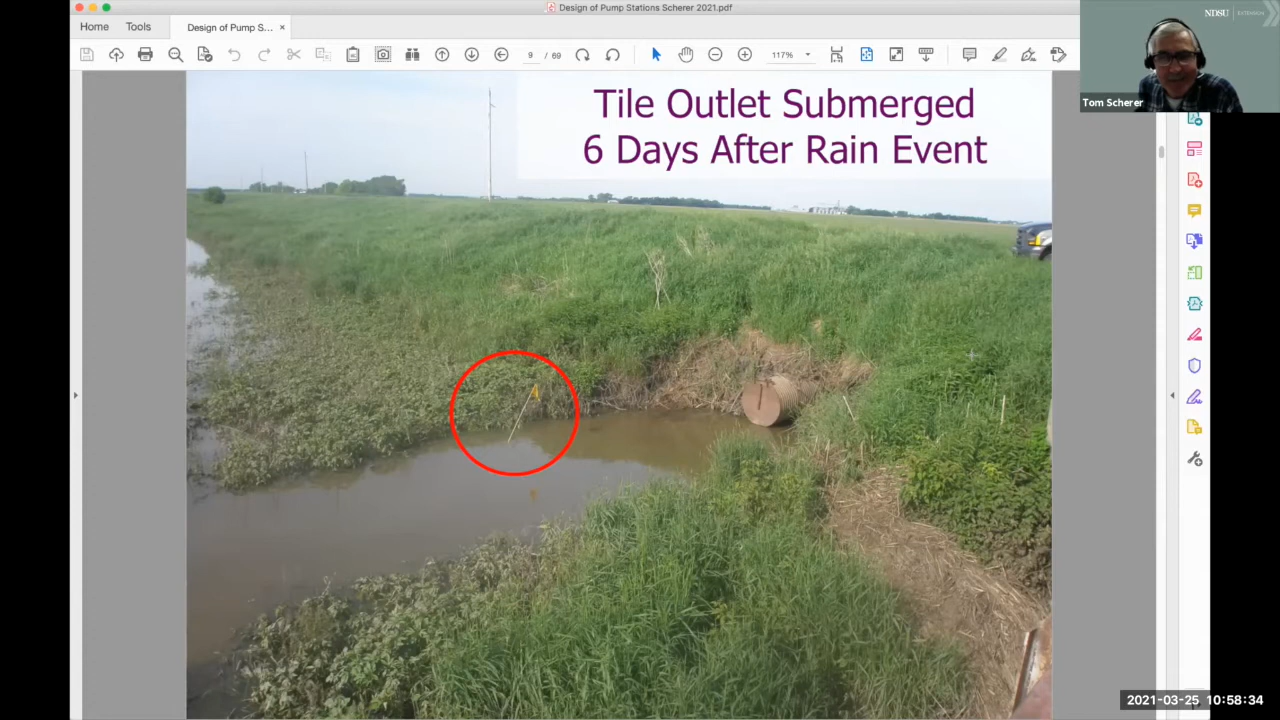 Design of Pump Stations Scherer 2021.pdf
Home
Tools
Design of Pump S...
×
9 / 69
117%
NDSU
EXTENSION
Tom Scherer
Tile Outlet Submerged
6 Days After Rain Event
2021-03-25 10:58:34